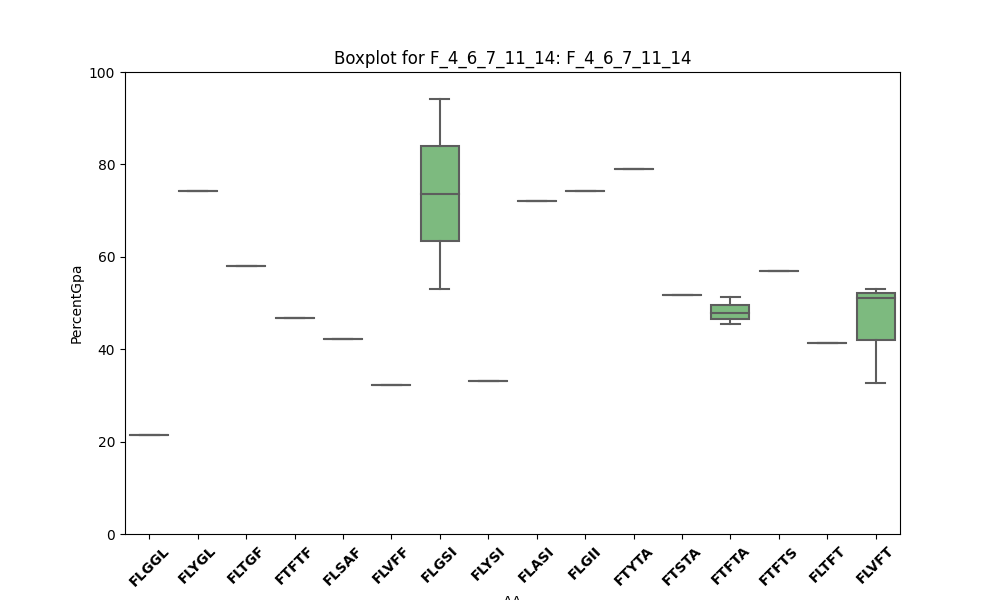 Boxplot for F_4_6_7_11_14: F_4_6_7_11_14
100
80
60
40
20
0
PercentGpa
FLGGL
FLYGL
FLTGF
FTFTF
FLSAF
FLVFF
FLGSI
FLYSI
FLASI
FLGII
FTYTA
FTSTA
FTFTA
FTFTS
FLTFT
FLVFT
AA